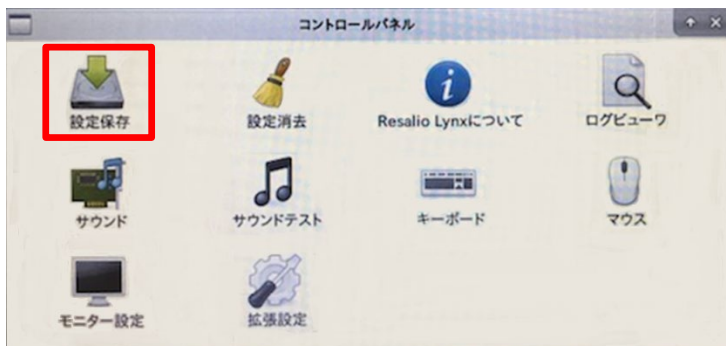 コントロールパネル
設定保存
設定消去
Resalio Lynxについて
ログビューワ
サウンド
サウンドテスト
キーボード
マウス
モニター設定
拡張設定